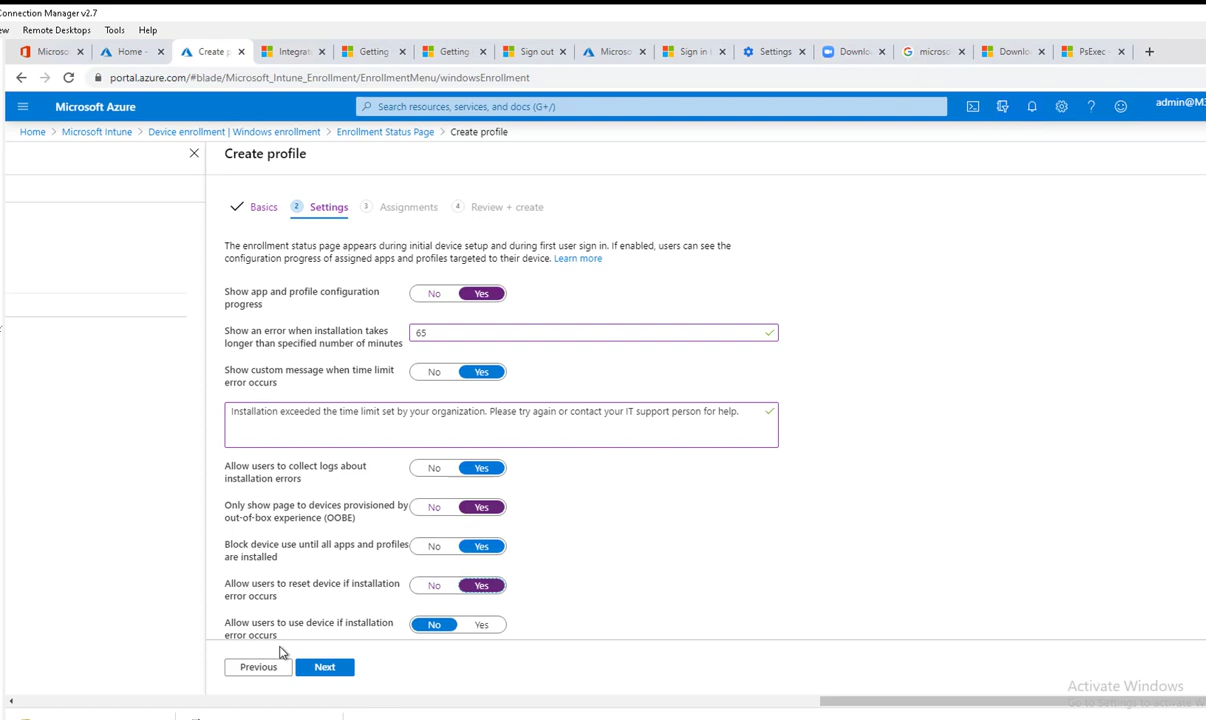 Connection Manager v2.7
ew Remote Desktops Tools Help
Microso Home - Create p Integrat Getting Getting Sign out Microso Sign in Settings Downlo microso Downlo PsExec -
portal.azure.com/#blade/Microsoft_Intune_Enrollment/EnrollmentMenu/windowsEnrollment
Microsoft Azure Search resources, services, and docs (G+/) admin@M3
Home > Microsoft Intune > Device enrollment | Windows enrollment > Enrollment Status Page > Create profile
Create profile
Basics 2 Settings 3 Assignments 4 Review + create
The enrollment status page appears during initial device setup and during first user sign in. If enabled, users can see the
configuration progress of assigned apps and profiles targeted to their device. Learn more
Show app and profile configuration
progress
No Yes
Show an error when installation takes
longer than specified number of minutes
65
Show custom message when time limit
error occurs
No Yes
Installation exceeded the time limit set by your organization. Please try again or contact your IT support person for help.
Allow users to collect logs about
installation errors
No Yes
Only show page to devices provisioned by
out-of-box experience (OOBE)
No Yes
Block device use until all apps and profiles
are installed
No Yes
Allow users to reset device if installation
error occurs
No Yes
Allow users to use device if installation
error occurs
No Yes
Previous Next
Activate Windows
Go to Settings to activate W